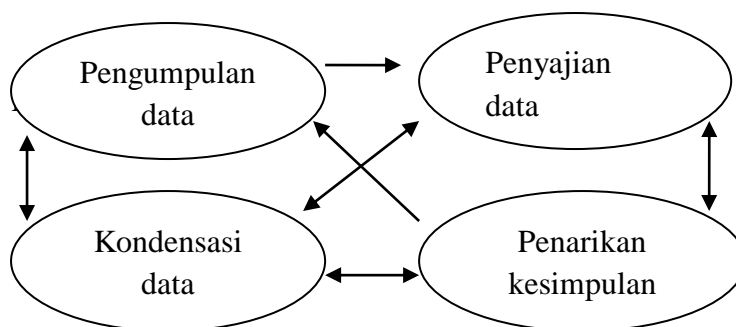 Pengumpulan
data
Penyajian
data
Kondensasi
data
Penarikan
kesimpulan